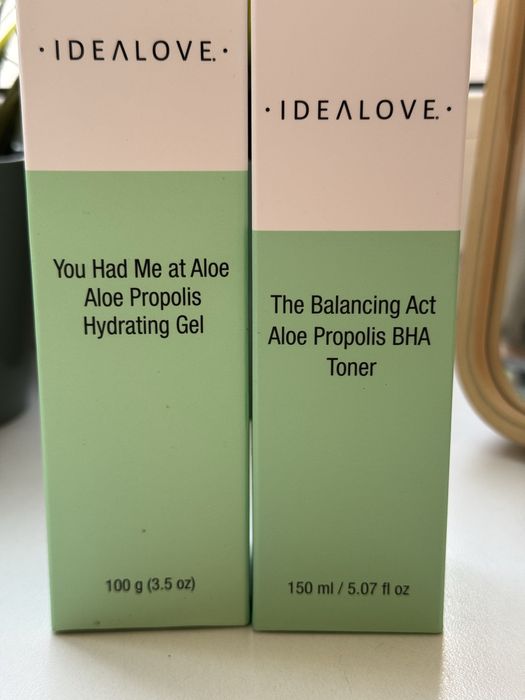 · IDEALOVE. ·
You Had Me at Aloe
Aloe Propolis
Hydrating Gel
100 g (3.5 oz)
· IDEALOVE. ·
The Balancing Act
Aloe Propolis BHA
Toner
150 ml / 5.07 fl oz